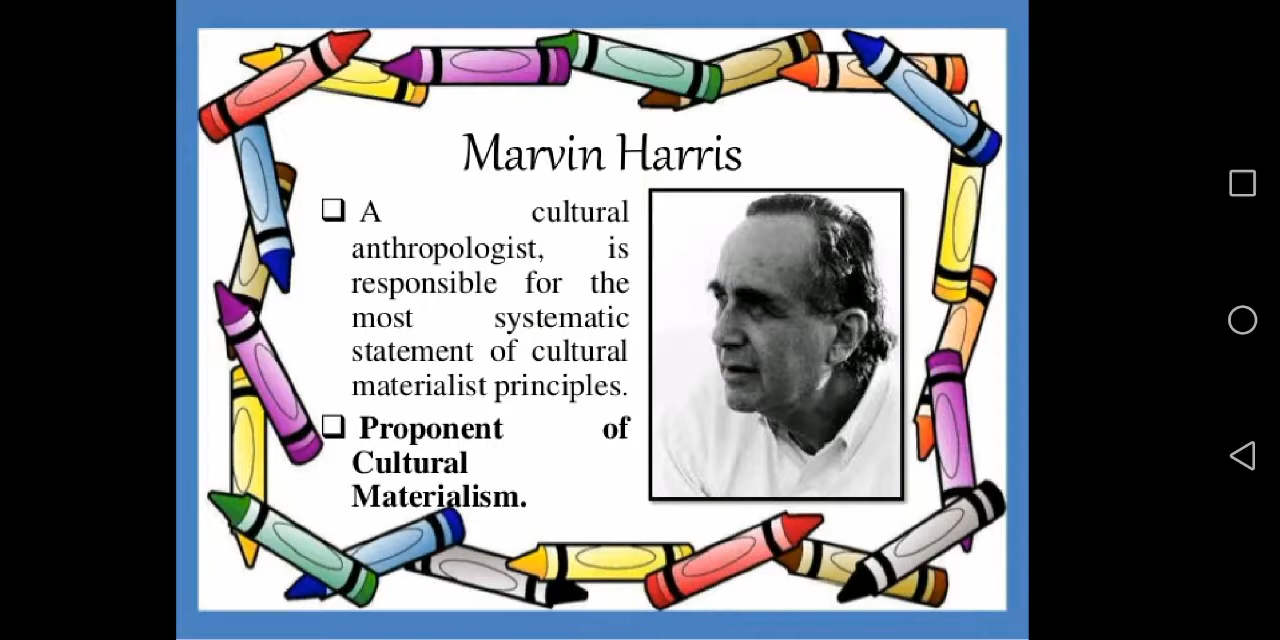 Marvin Harris
❑ A cultural
anthropologist, is
responsible for the
most systematic
statement of cultural
materialist principles.
❑ Proponent of
Cultural
Materialism.